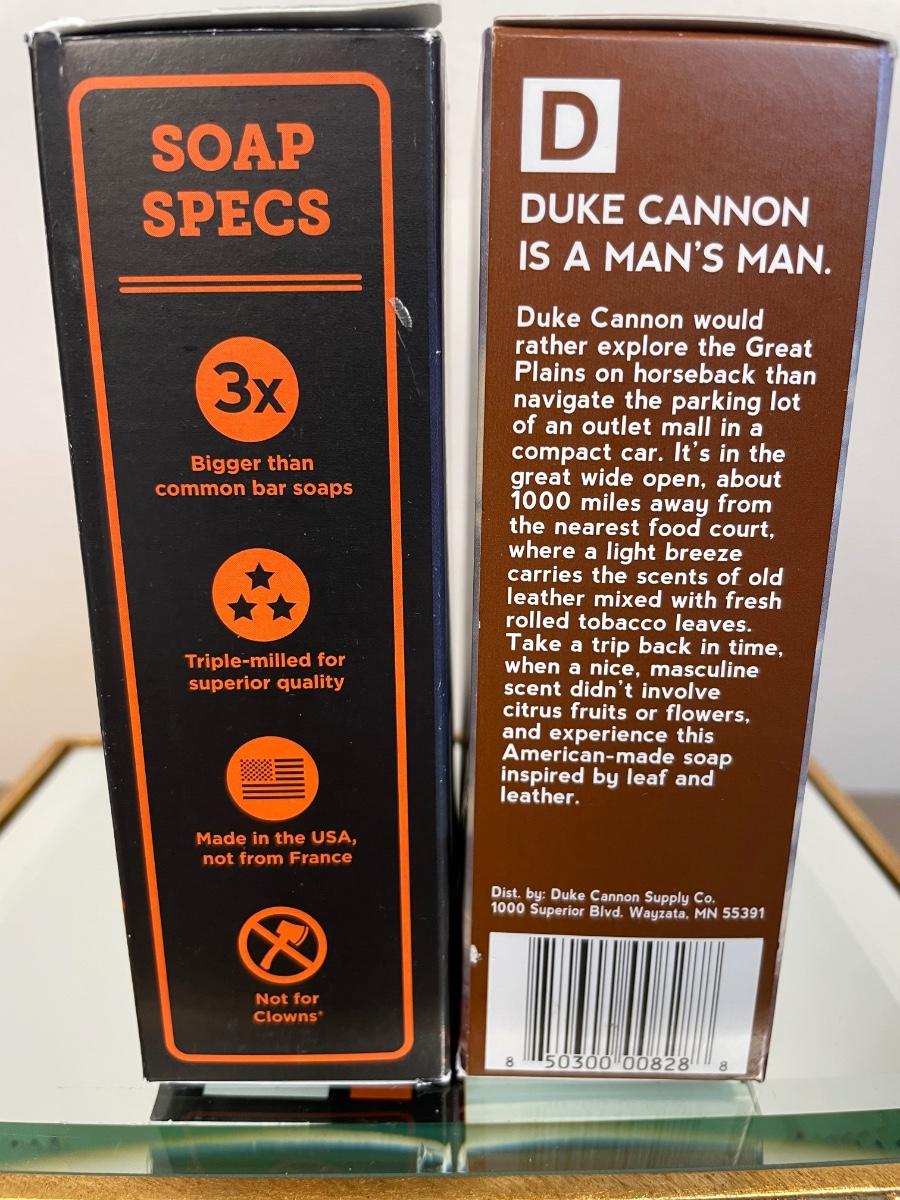 SOAP
SPECS
3x
Bigger than
common bar soaps
Triple-milled for
superior quality
Made in the USA,
not from France
Not for
Clowns®
D
DUKE CANNON
IS A MAN'S MAN.
Duke Cannon would
rather explore the Great
Plains on horseback than
navigate the parking lot
of an outlet mall in a
compact car. It's in the
great wide open, about
1000 miles away from
the nearest food court,
where a light breeze
carries the scents of old
leather mixed with fresh
rolled tobacco leaves.
Take a trip back in time,
when a nice, masculine
scent didn't involve
citrus fruits or flowers,
and experience this
American-made soap
inspired by leaf and
leather.
Dist. by: Duke Cannon Supply Co.
1000 Superior Blvd. Wayzata, MN 55391
8 50300 00828 8